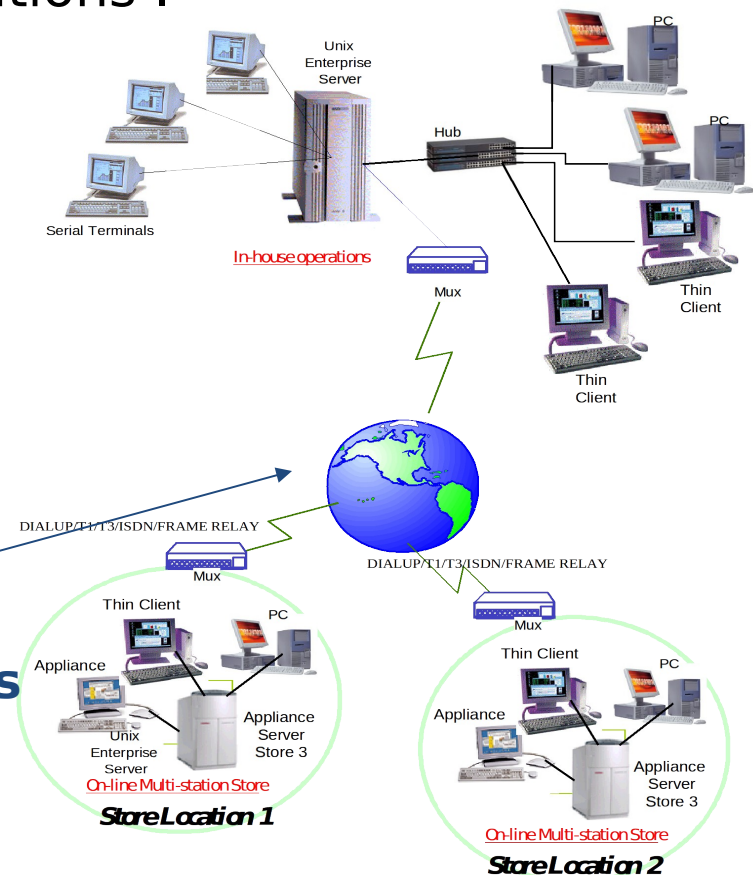 ations ?
PC
Unix
Enterprise
Server
Hub
PC
Serial Terminals
In-house operations
Mux
Thin
Client
Thin
Client
DIALUP/T1/T3/ISDN/FRAME RELAY
DIALUP/T1/T3/ISDN/FRAME RELAY
Mux
Mux
Thin Client
PC
Appliance
s
Unix
Enterprise
Server
Appliance
Server
Store 3
On-line Multi-station Store
Store Location 1
Thin Client
PC
Appliance
Appliance
Server
Store 3
On-line Multi-station Store
Store Location 2